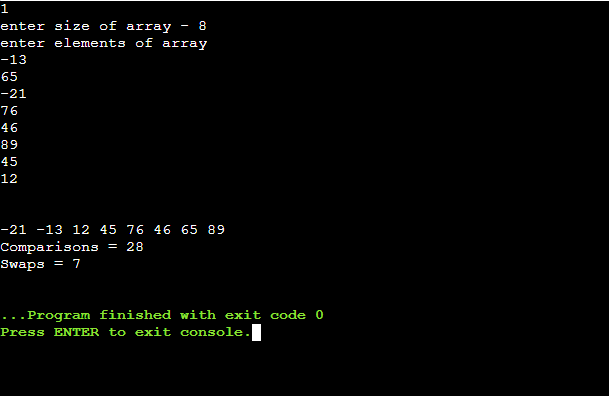 1
enter size of array - 8
enter elements of array
-13
65
-21
76
46
89
45
12
-21 -13 12 45 76 46 65 89
Comparisons = 28
Swaps = 7
...Program finished with exit code 0
Press ENTER to exit console.